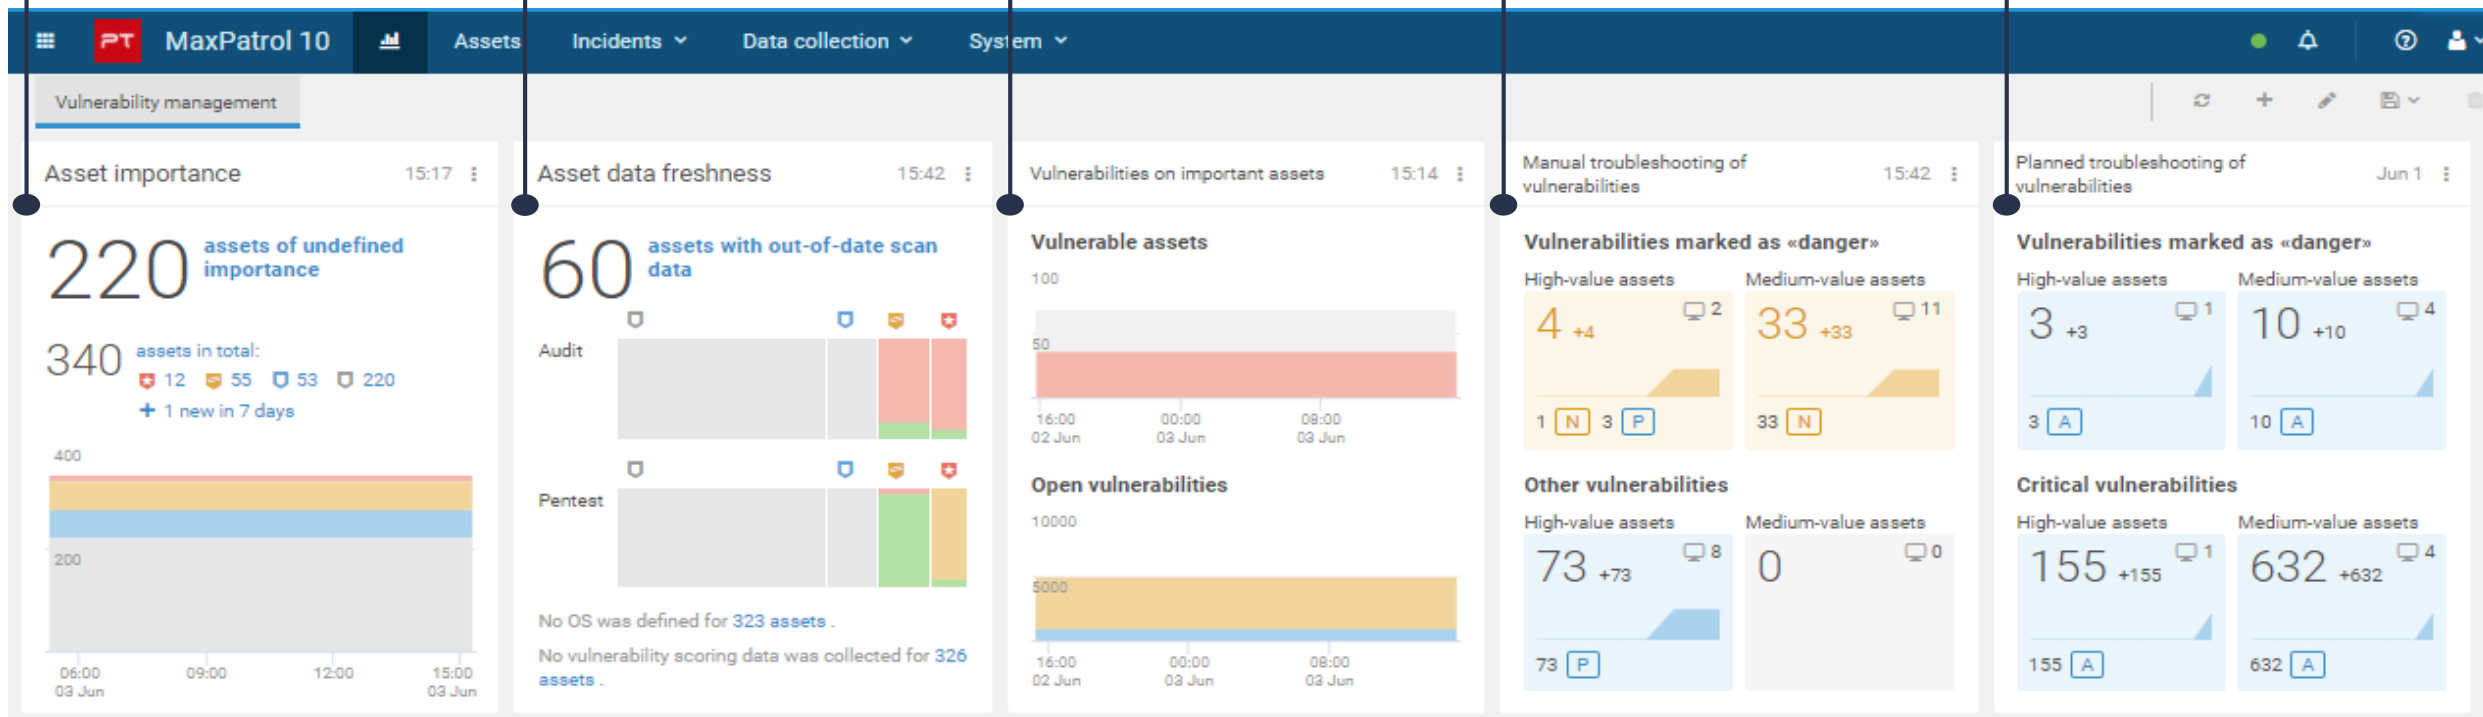 PT MaxPatrol 10 Assets Incidents Data collection System
Vulnerability management
Asset importance 15:17
220 assets of undefined
importance
340 assets in total:
12 55 53 220
+ 1 new in 7 days
400
200
06:00 09:00 12:00 15:00
03 Jun 03 Jun
Asset data freshness 15:42
60 assets with out-of-date scan
data
Audit
Pentest
No OS was defined for 323 assets .
No vulnerability scoring data was collected for 326
assets .
Vulnerabilities on important assets 15:14
Vulnerable assets
100
50
16:00 00:00 08:00
02 Jun 03 Jun 03 Jun
Open vulnerabilities
10000
5000
16:00 00:00 08:00
02 Jun 03 Jun 03 Jun
Manual troubleshooting of
vulnerabilities 15:42
Vulnerabilities marked as «danger»
High-value assets Medium-value assets
4 +4 2 33 +33 11
1 N 3 P 33 N
Other vulnerabilities
High-value assets Medium-value assets
73 +73 8 0 0
73 P
Planned troubleshooting of
vulnerabilities Jun 1
Vulnerabilities marked as «danger»
High-value assets Medium-value assets
3 +3 1 10 +10 4
3 A 10 A
Critical vulnerabilities
High-value assets Medium-value assets
155 +155 1 632 +632 4
155 A 632 A